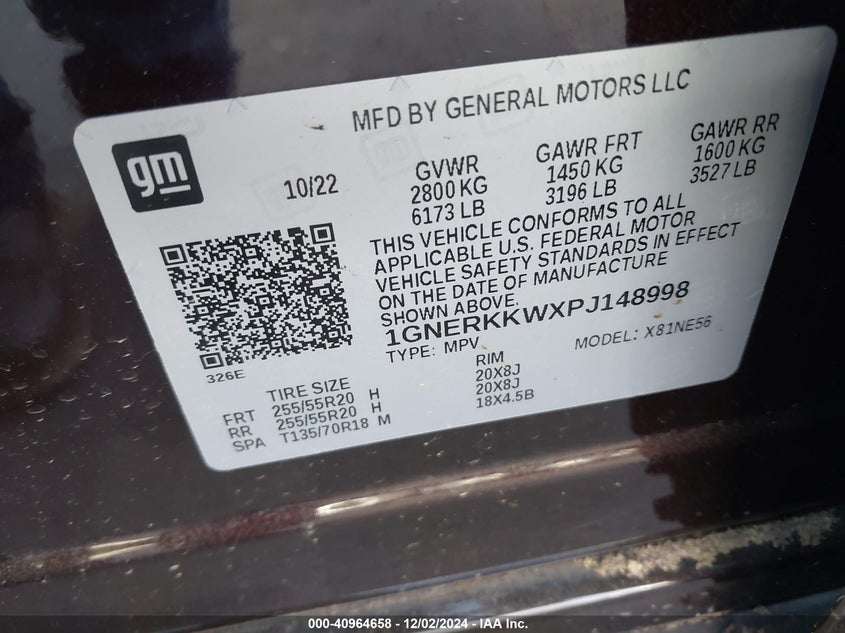 MFD BY GENERAL MOTORS LLC
gm
10/22
GVWR
2800 KG
6173 LB
GAWR FRT
1450 KG
3196 LB
GAWR RR
1600 KG
3527 LB
THIS VEHICLE CONFORMS TO ALL
APPLICABLE U.S. FEDERAL MOTOR
VEHICLE SAFETY STANDARDS IN EFFECT
ON THE DATE OF MANUFACTURE
SHOWN ABOVE.
1GNERKKWXPJ148998
TYPE: MPV
MODEL: X81NE56
326E
TIRE SIZE RIM
FRT 255/55R20 H 20X8J
RR 255/55R20 H 20X8J
SPA T135/70R18 M 18X4.5B
000-40964658 - 12/02/2024 - IAA Inc.